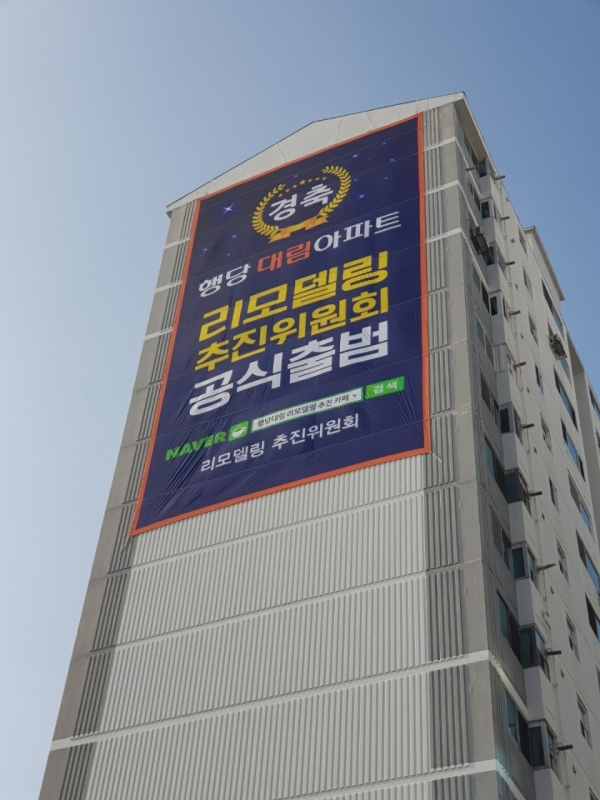 경축
행당 대림아파트
리모델링
추진위원회
공식출범
NAVER 행당대림 리모델링 추진 카페 검색
리모델링 추진위원회